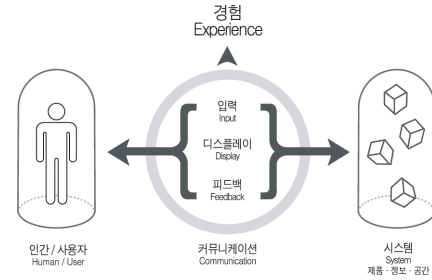 경험
Experience
입력
Input
디스플레이
Display
피드백
Feedback
인간 / 사용자
Human / User
커뮤니케이션
Communication
시스템
System
제품 · 정보 · 공간